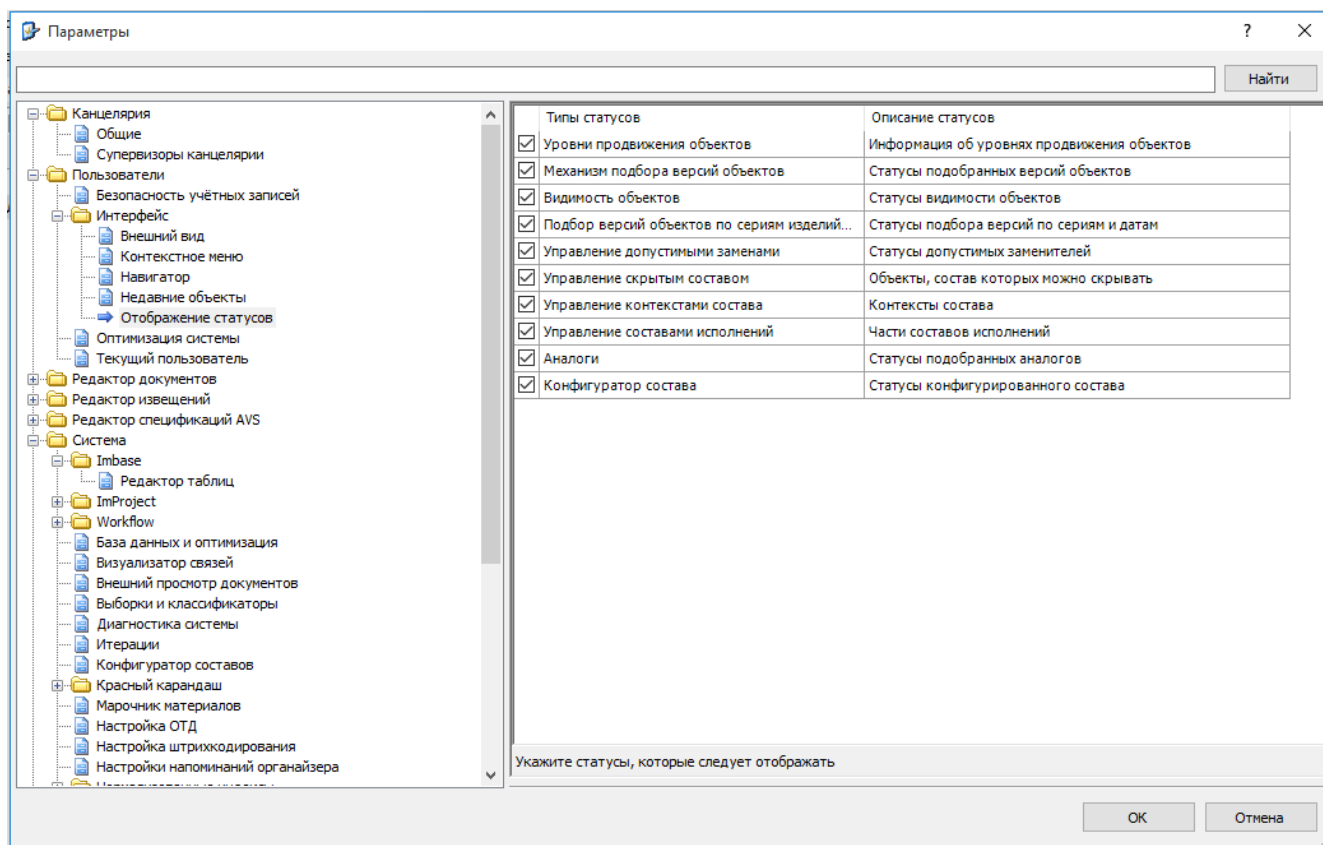 Параметры
?
Найти
Канцелярия
Общие
Супервизоры канцелярии
Пользователи
Безопасность учётных записей
Интерфейс
Внешний вид
Контекстное меню
Навигатор
Недавние объекты
Отображение статусов
Оптимизация системы
Текущий пользователь
Редактор документов
Редактор извещений
Редактор спецификаций AVS
Система
Imbase
Редактор таблиц
ImProject
Workflow
База данных и оптимизация
Визуализатор связей
Внешний просмотр документов
Выборки и классификаторы
Диагностика системы
Итерации
Конфигуратор составов
Красный карандаш
Марочник материалов
Настройка ОТД
Настройка штрихкодирования
Настройки напоминаний органайзера
Типы статусов Описание статусов
Уровни продвижения объектов Информация об уровнях продвижения объектов
Механизм подбора версий объектов Статусы подобранных версий объектов
Видимость объектов Статусы видимости объектов
Подбор версий объектов по сериям изделий... Статусы подбора версий по сериям и датам
Управление допустимыми заменами Статусы допустимых заменителей
Управление скрытым составом Объекты, состав которых можно скрывать
Управление контекстами состава Контексты состава
Управление составами исполнений Части составов исполнений
Аналоги Статусы подобранных аналогов
Конфигуратор состава Статусы конфигурированного состава
Укажите статусы, которые следует отображать
OK Отмена